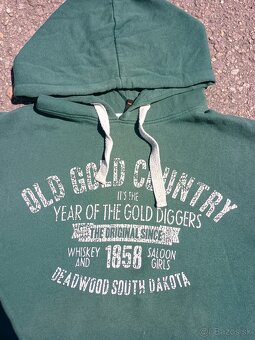 OLD GOLD COUNTRY
IT'S THE
YEAR OF THE GOLD DIGGERS
THE ORIGINAL SINCE
WHISKEY AND
1858
SALOON GIRLS
DEADWOOD SOUTH DAKOTA